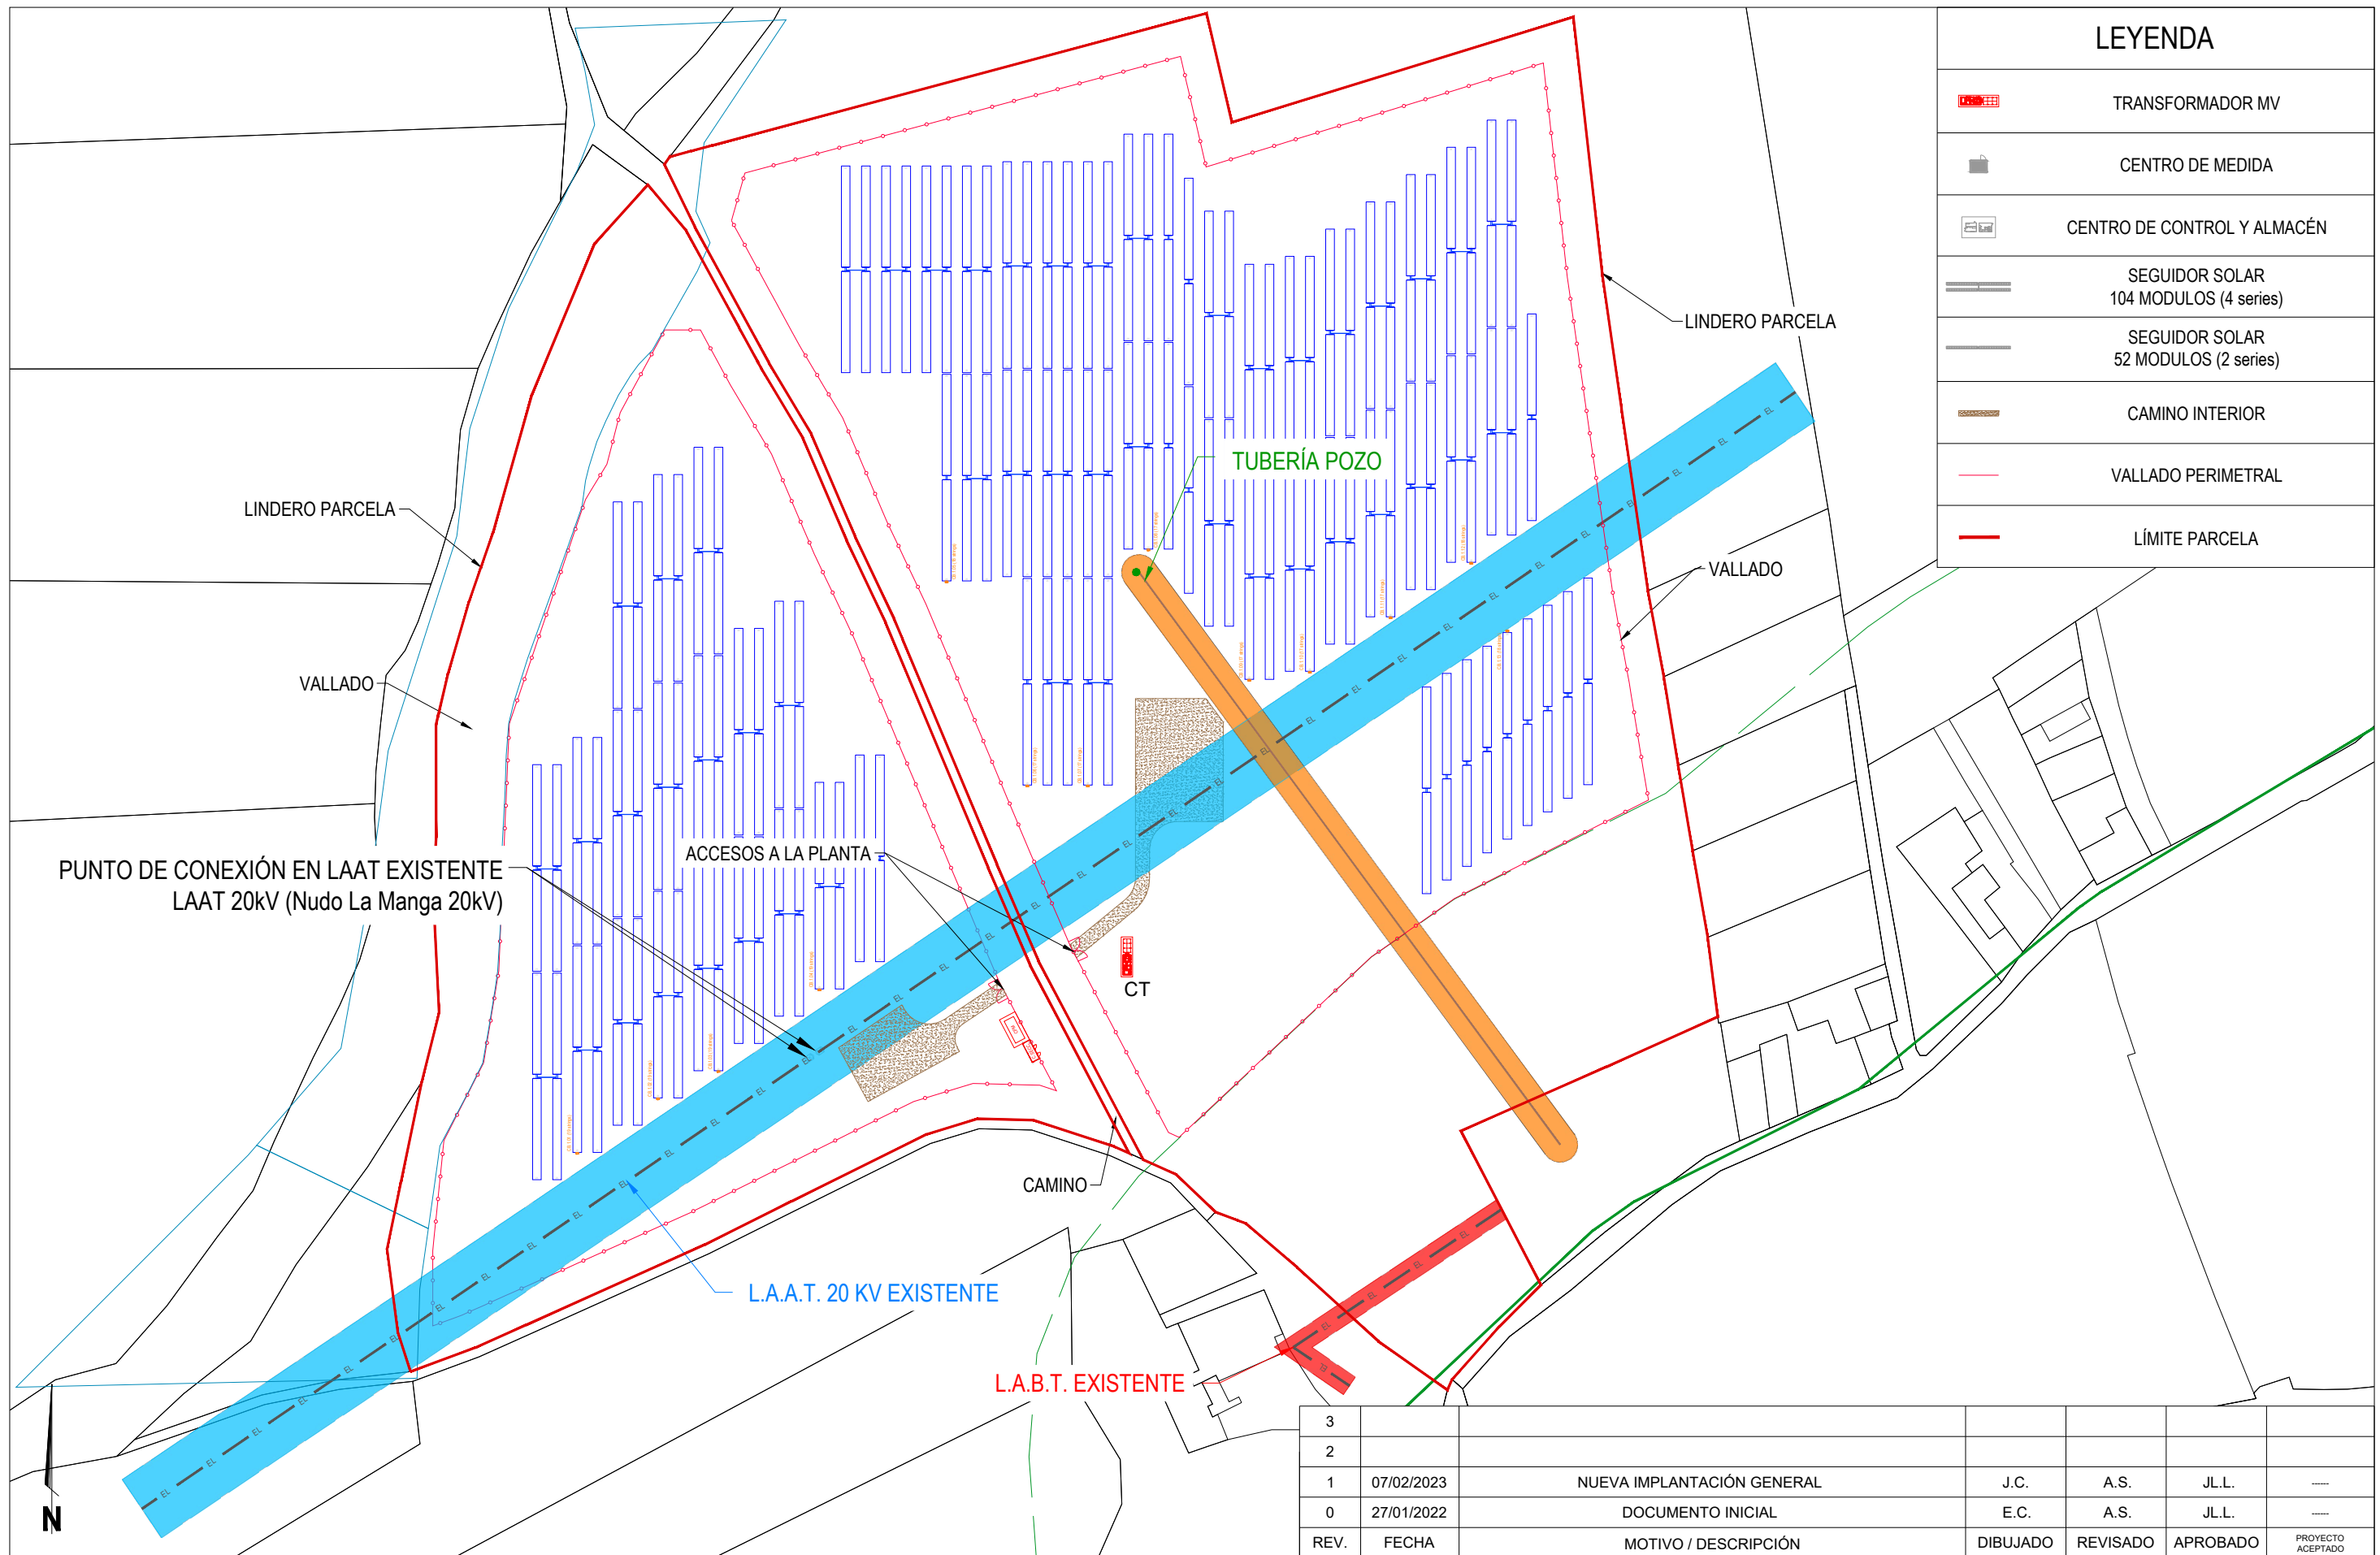 LEYENDA
TRANSFORMADOR MV
CENTRO DE MEDIDA
CENTRO DE CONTROL Y ALMACÉN
SEGUIDOR SOLAR
104 MODULOS (4 series)
SEGUIDOR SOLAR
52 MODULOS (2 series)
CAMINO INTERIOR
VALLADO PERIMETRAL
LÍMITE PARCELA
LINDERO PARCELA
TUBERÍA POZO
LINDERO PARCELA
VALLADO
VALLADO
ACCESOS A LA PLANTA
PUNTO DE CONEXIÓN EN LAAT EXISTENTE
LAAT 20kV (Nudo La Manga 20kV)
CT
CAMINO
L.A.A.T. 20 KV EXISTENTE
L.A.B.T. EXISTENTE
EL
N
3
2
1 07/02/2023 NUEVA IMPLANTACIÓN GENERAL J.C. A.S. JL.L. -----
0 27/01/2022 DOCUMENTO INICIAL E.C. A.S. JL.L. -----
REV. FECHA MOTIVO / DESCRIPCIÓN DIBUJADO REVISADO APROBADO PROYECTO
ACEPTADO